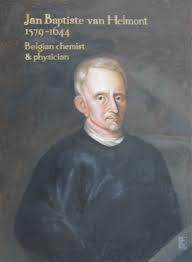 Jan Baptiste van Helmont
1579-1644
Belgian chemist
& physician